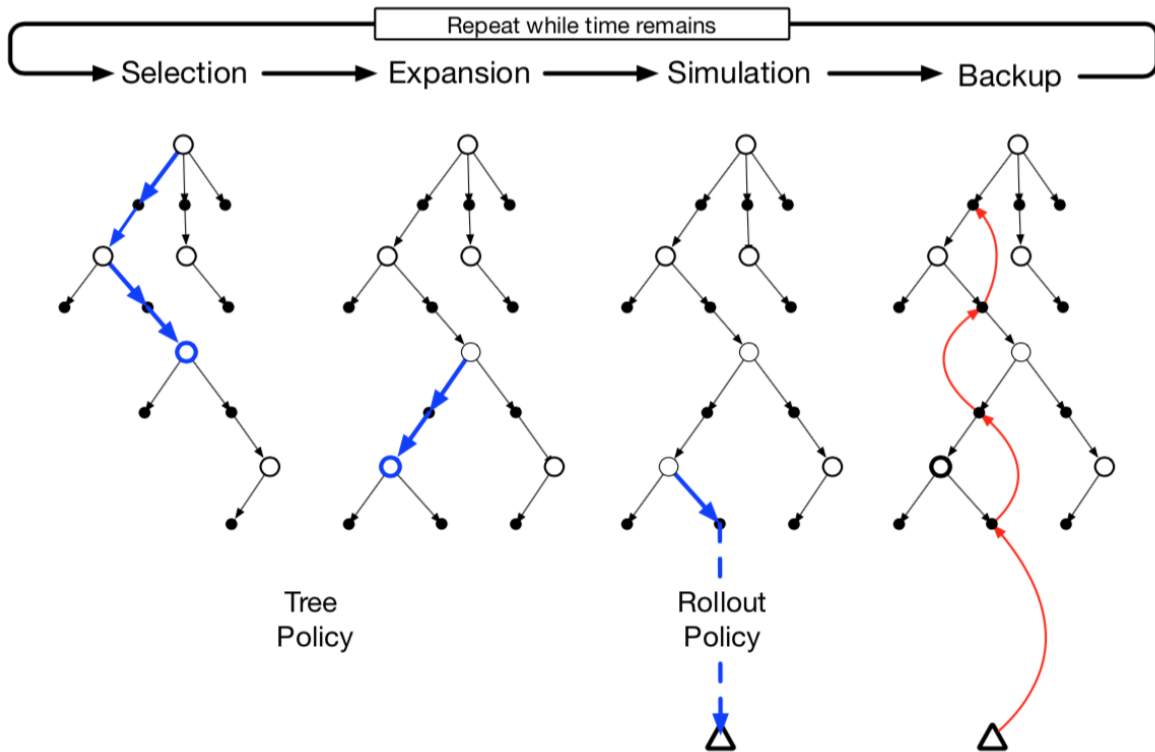 Repeat while time remains
Selection
Expansion
Simulation
Backup
Tree
Policy
Rollout
Policy